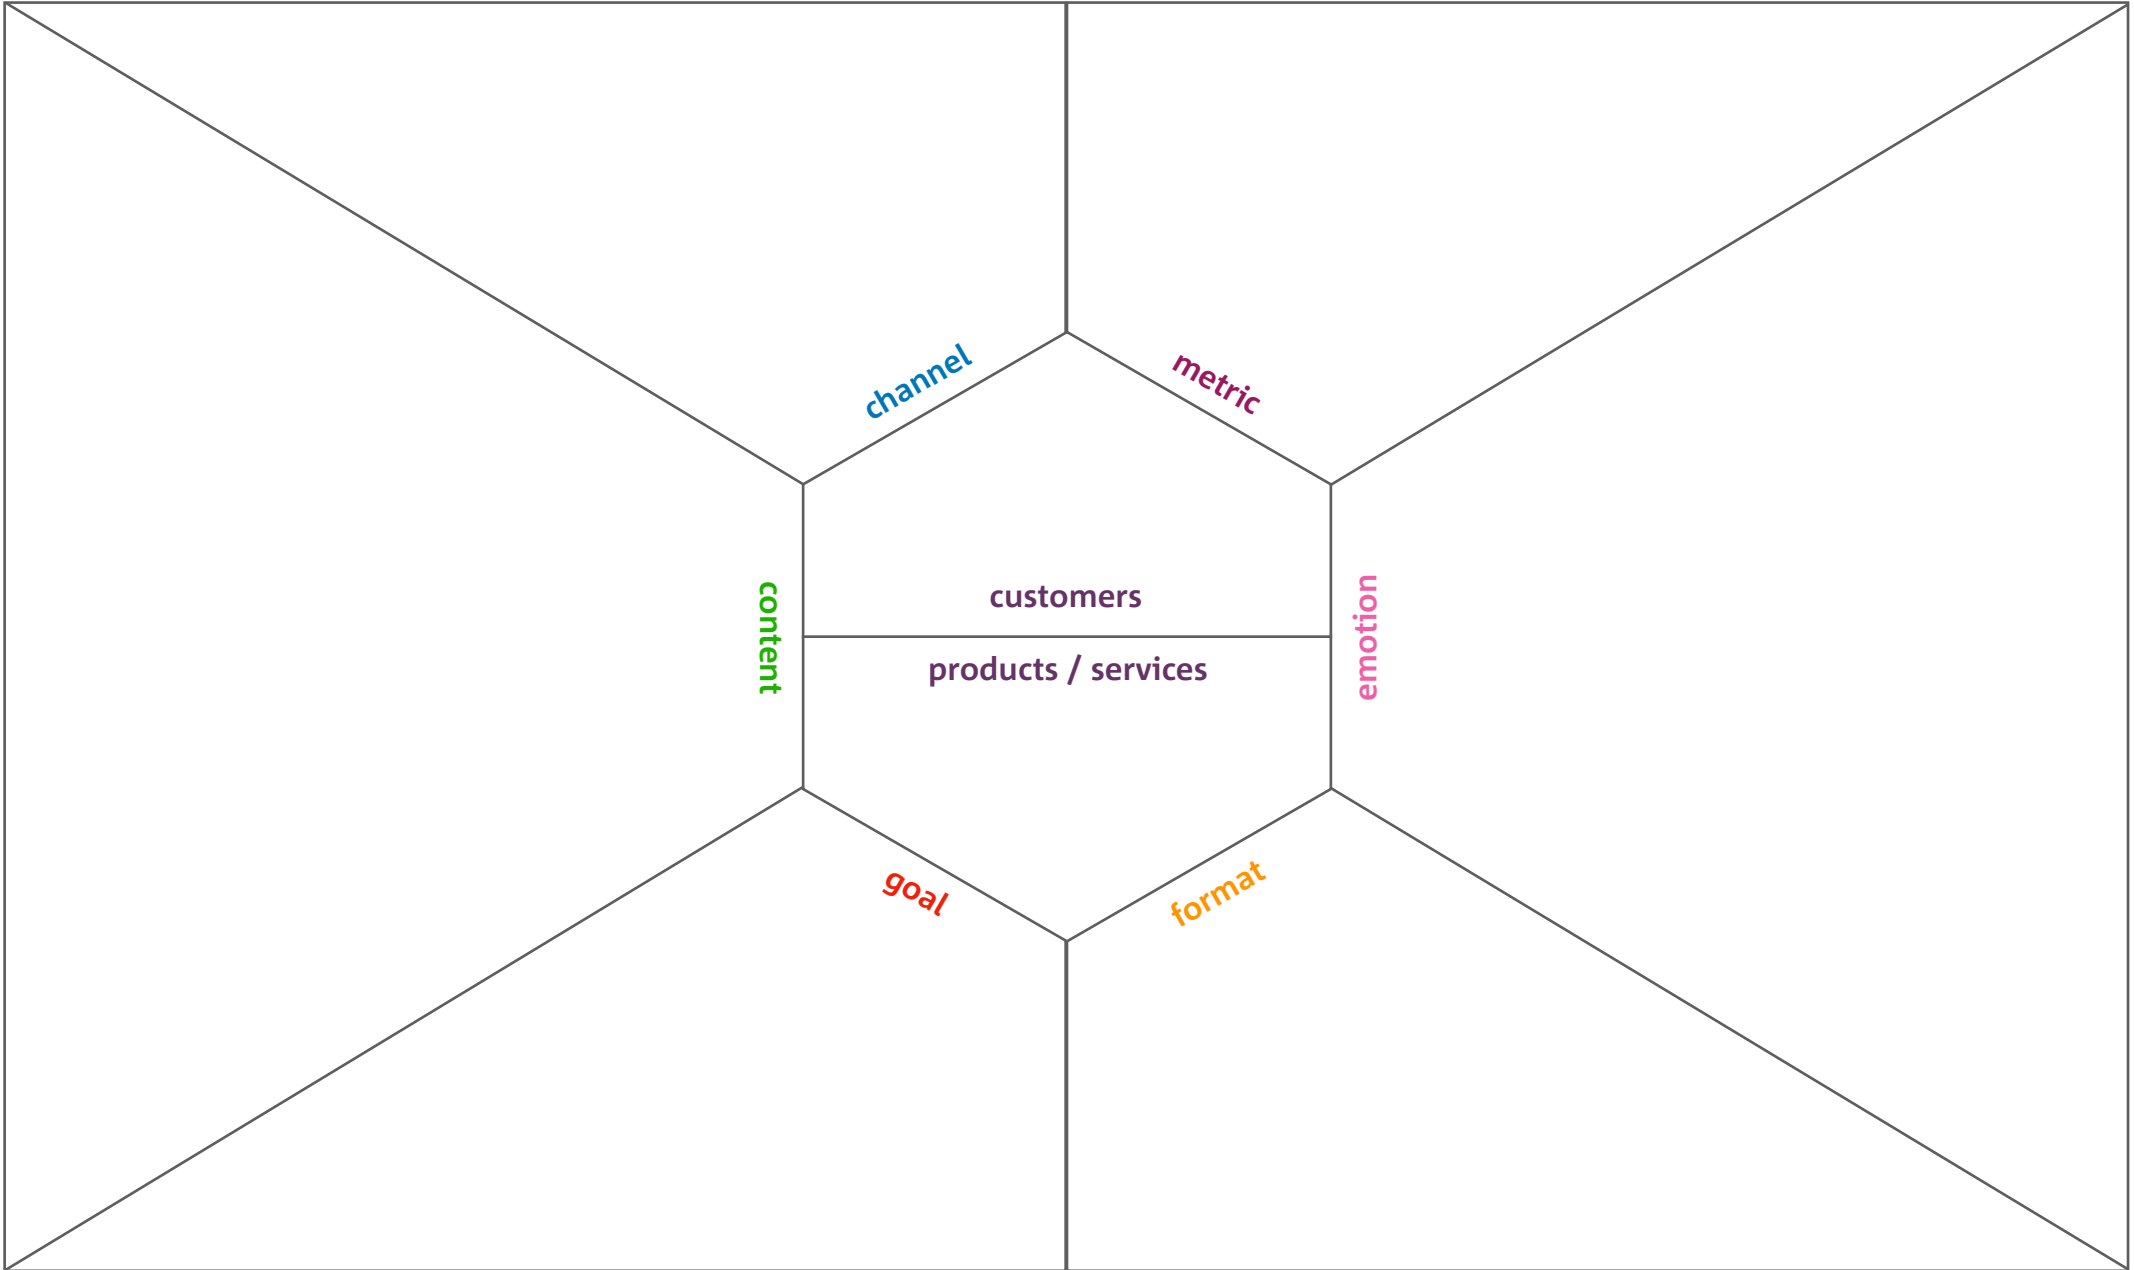 channel
metric
content
customers
emotion
products / services
goal
format